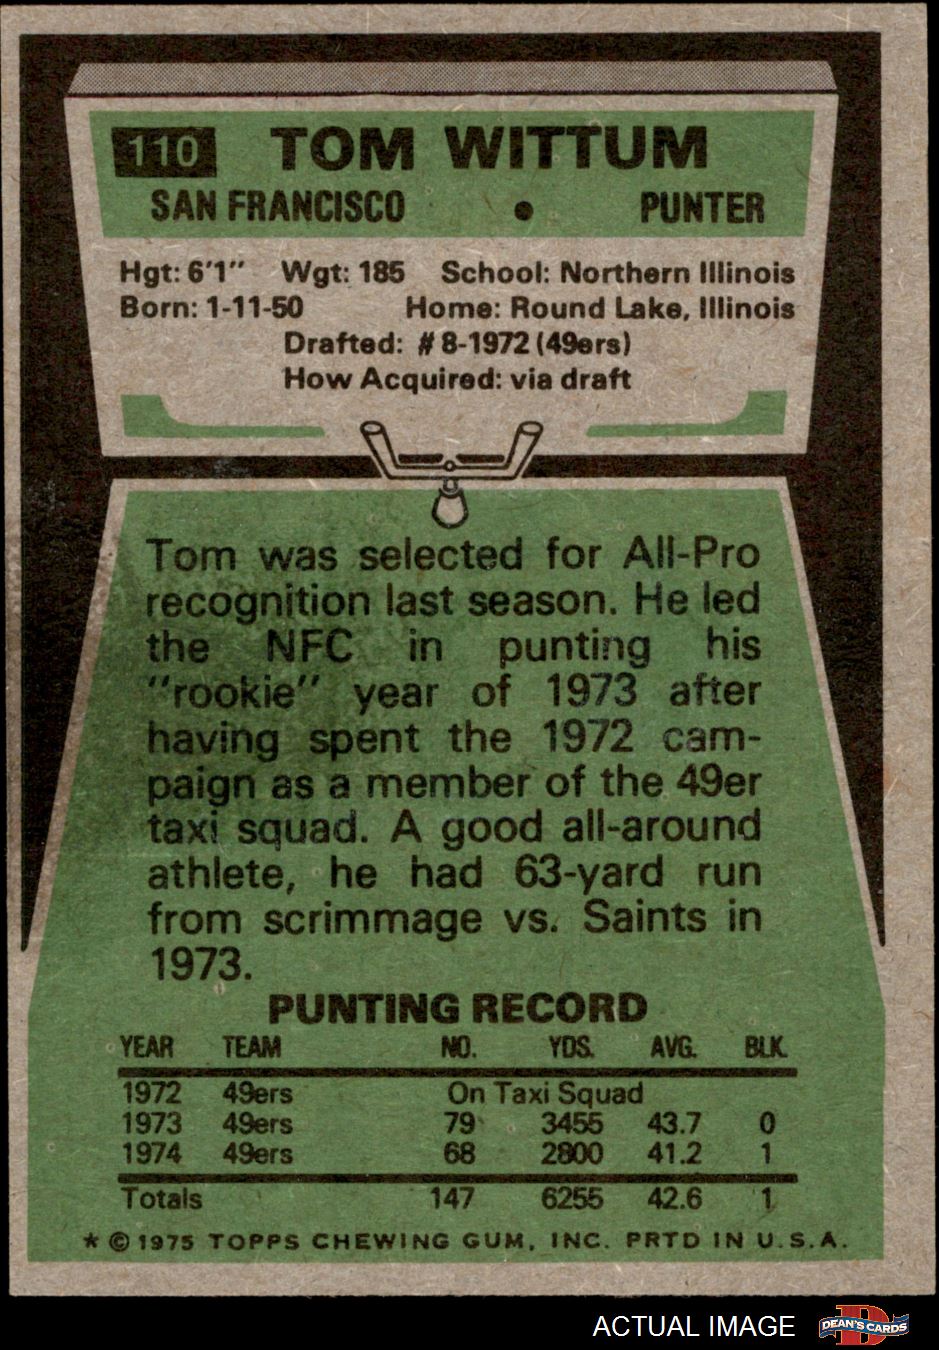 110 TOM WITTUM
SAN FRANCISCO • PUNTER
Hgt: 6'1" Wgt: 185 School: Northern Illinois
Born: 1-11-50 Home: Round Lake, Illinois
Drafted: #8-1972 (49ers)
How Acquired: via draft
Tom was selected for All-Pro
recognition last season. He led
the NFC in punting his
"rookie" year of 1973 after
having spent the 1972 cam-
paign as a member of the 49er
taxi squad. A good all-around
athlete, he had 63-yard run
from scrimmage vs. Saints in
1973.
PUNTING RECORD
YEAR TEAM NO. YDS. AVG. BLK.
1972 49ers On Taxi Squad
1973 49ers 79 3455 43.7 0
1974 49ers 68 2800 41.2 1
Totals 147 6255 42.6 1
* © 1975 TOPPS CHEWING GUM, INC. PRTD IN U.S.A.
ACTUAL IMAGE DEAN'S CARDS